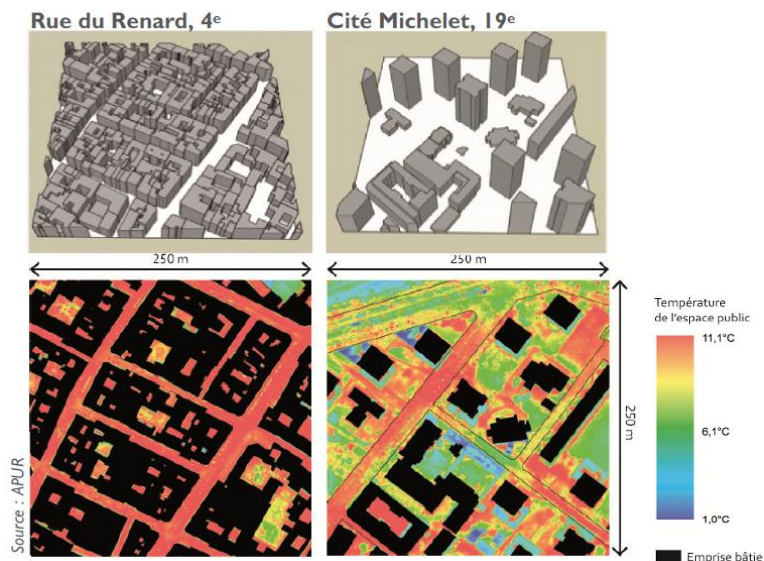 Rue du Renard, 4e
Cité Michelet, 19e
250 m
250 m
Température
de l'espace public
11,1°C
6,1°C
1,0°C
250 m
Source : APUR
Emprise bâtie